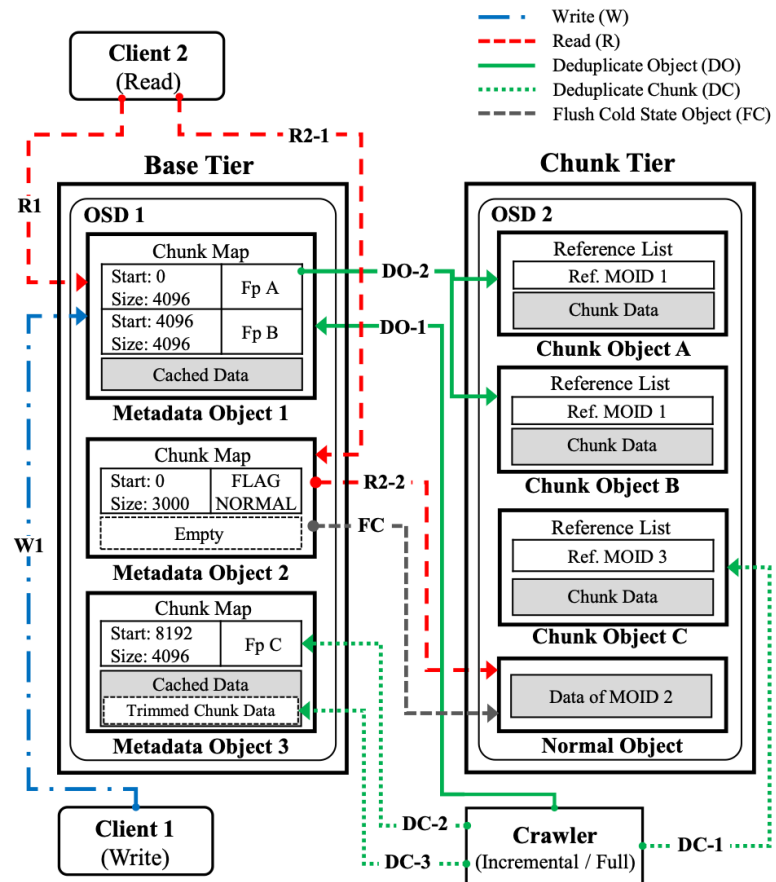 Write (W)
Read (R)
Deduplicate Object (DO)
Deduplicate Chunk (DC)
Flush Cold State Object (FC)
Client 2
(Read)
R2-1
R1
Base Tier
OSD 1
Chunk Map
Start: 0
Size: 4096
Fp A
Start: 4096
Size: 4096
Fp B
Cached Data
Metadata Object 1
Chunk Map
Start: 0
Size: 3000
FLAG
NORMAL
Empty
Metadata Object 2
Chunk Map
Start: 8192
Size: 4096
Fp C
Cached Data
Trimmed Chunk Data
Metadata Object 3
W1
DO-2
DO-1
R2-2
FC
Chunk Tier
OSD 2
Reference List
Ref. MOID 1
Chunk Data
Chunk Object A
Reference List
Ref. MOID 1
Chunk Data
Chunk Object B
Reference List
Ref. MOID 3
Chunk Data
Chunk Object C
Data of MOID 2
Normal Object
Client 1
(Write)
DC-2
DC-3
Crawler
(Incremental / Full)
DC-1